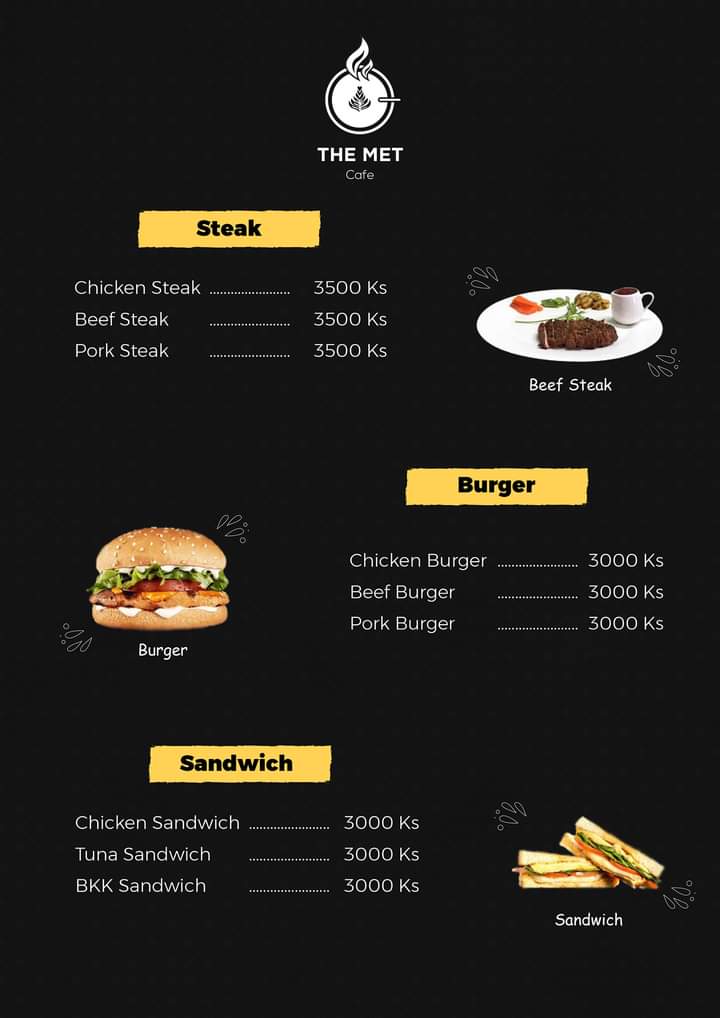 THE MET
Cafe
Steak
Chicken Steak ....................... 3500 Ks
Beef Steak ....................... 3500 Ks
Pork Steak ....................... 3500 Ks
Beef Steak
Burger
Chicken Burger ....................... 3000 Ks
Beef Burger ....................... 3000 Ks
Pork Burger ....................... 3000 Ks
Burger
Sandwich
Chicken Sandwich ....................... 3000 Ks
Tuna Sandwich ....................... 3000 Ks
BKK Sandwich ....................... 3000 Ks
Sandwich